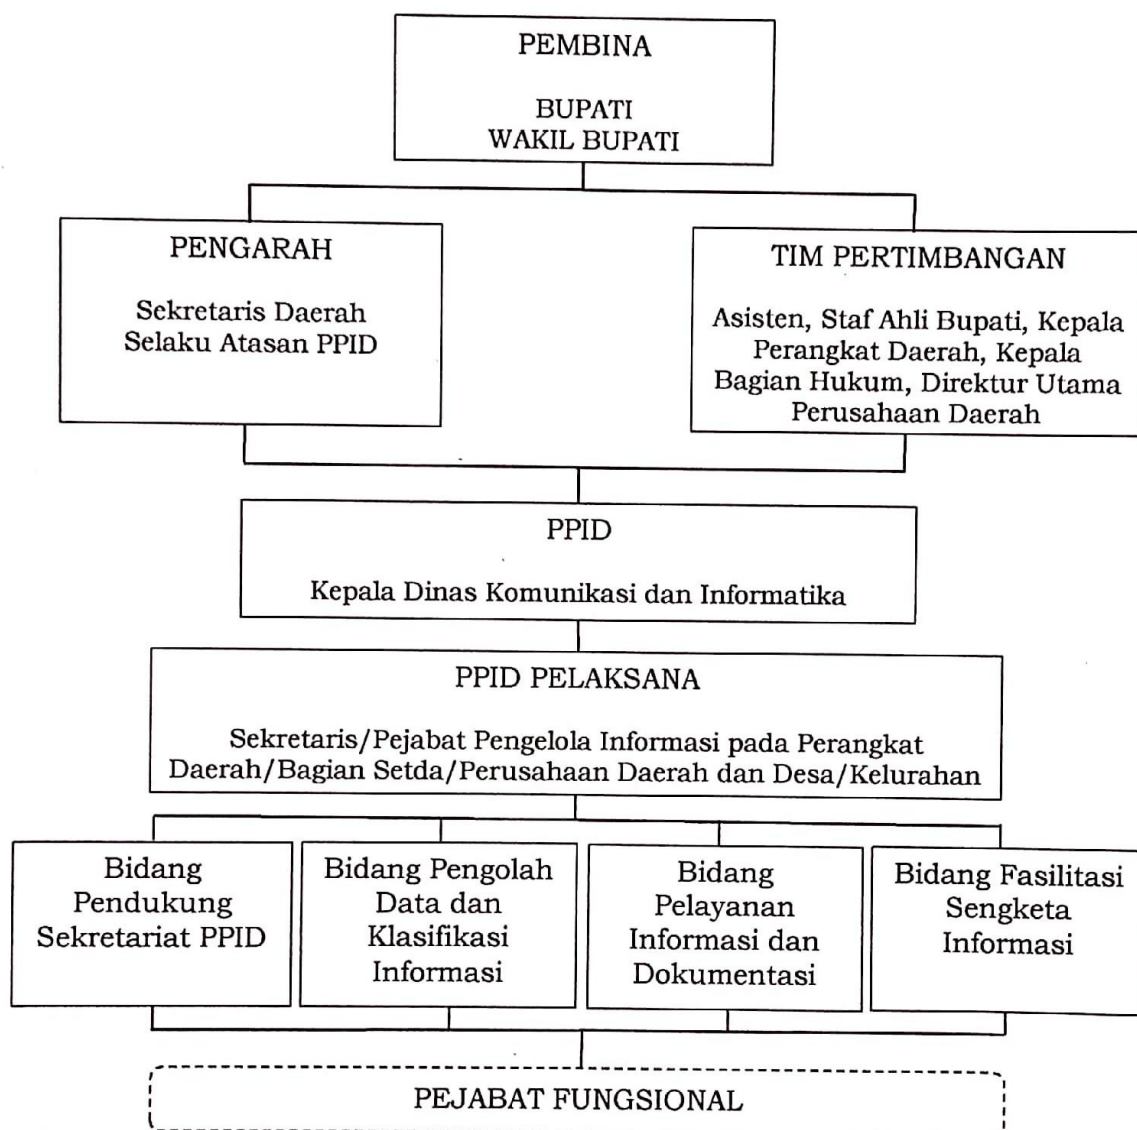 PEMBINA
BUPATI
WAKIL BUPATI
PENGARAH
Sekretaris Daerah
Selaku Atasan PPID
TIM PERTIMBANGAN
Asisten, Staf Ahli Bupati, Kepala
Perangkat Daerah, Kepala
Bagian Hukum, Direktur Utama
Perusahaan Daerah
PPID
Kepala Dinas Komunikasi dan Informatika
PPID PELAKSANA
Sekretaris/Pejabat Pengelola Informasi pada Perangkat
Daerah/Bagian Setda/Perusahaan Daerah dan Desa/Kelurahan
Bidang
Pendukung
Sekretariat PPID
Bidang Pengolah
Data dan
Klasifikasi
Informasi
Bidang
Pelayanan
Informasi dan
Dokumentasi
Bidang Fasilitasi
Sengketa
Informasi
PEJABAT FUNGSIONAL